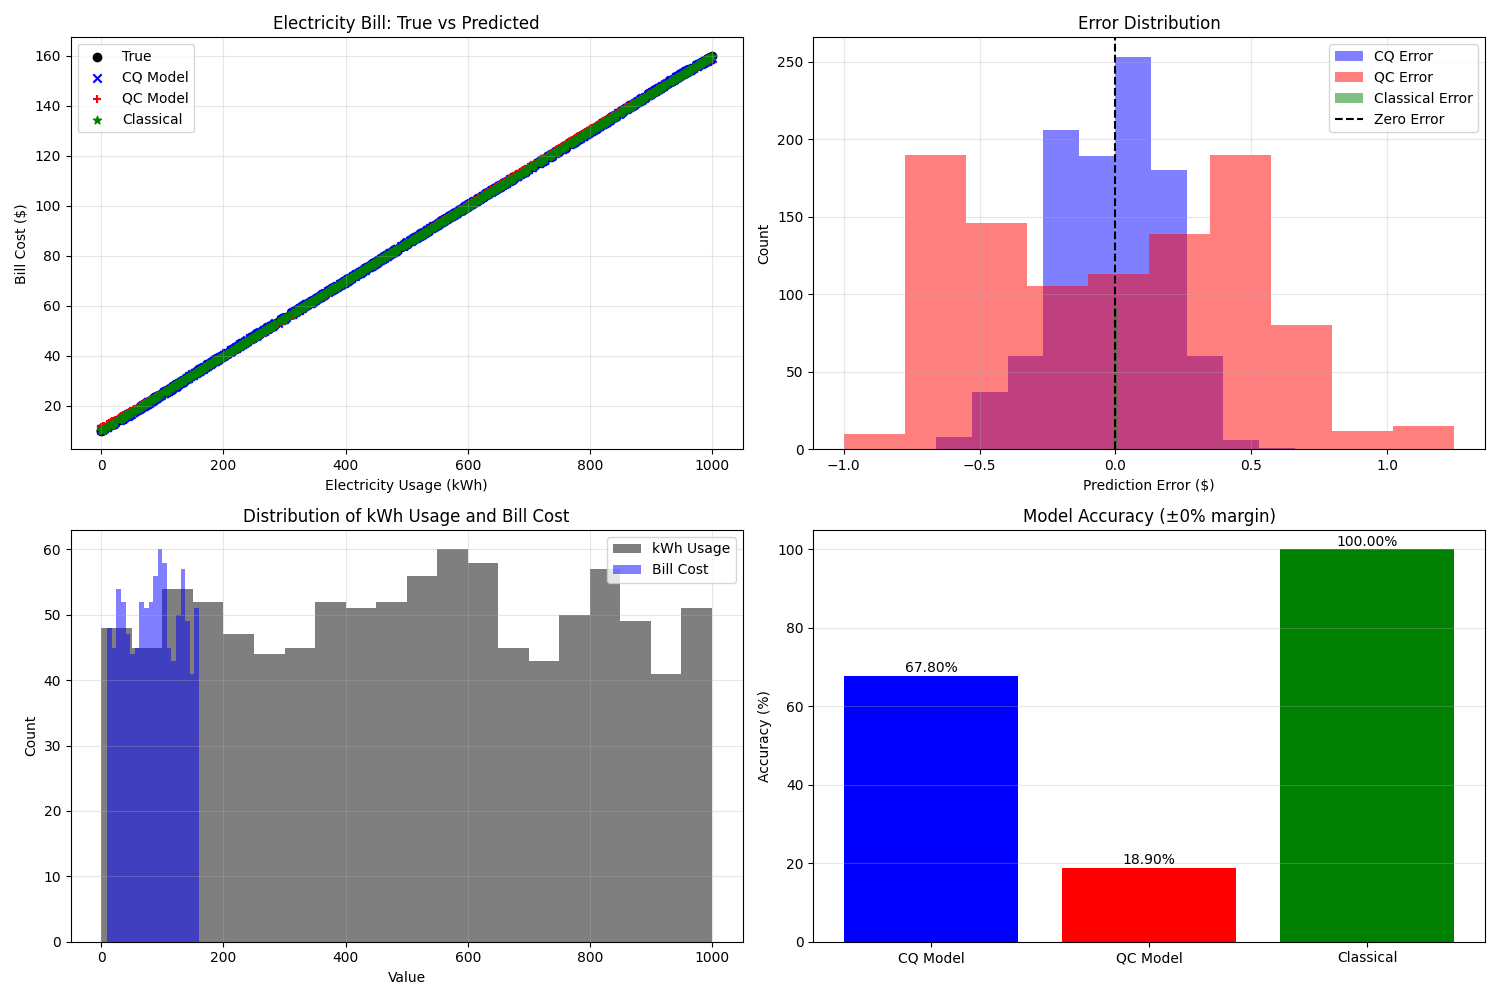 Electricity Bill: True vs Predicted
True
CQ Model
QC Model
Classical
160
140
120
100
80
60
40
20
Bill Cost ($)
0
200
400
600
800
1000
Electricity Usage (kWh)
Error Distribution
CQ Error
QC Error
Classical Error
Zero Error
250
200
150
100
50
0
Count
−1.0
−0.5
0.0
0.5
1.0
Prediction Error ($)
Distribution of kWh Usage and Bill Cost
kWh Usage
Bill Cost
60
50
40
30
20
10
0
Count
0
200
400
600
800
1000
Value
Model Accuracy (±0% margin)
100
80
60
40
20
0
Accuracy (%)
67.80%
18.90%
100.00%
CQ Model
QC Model
Classical